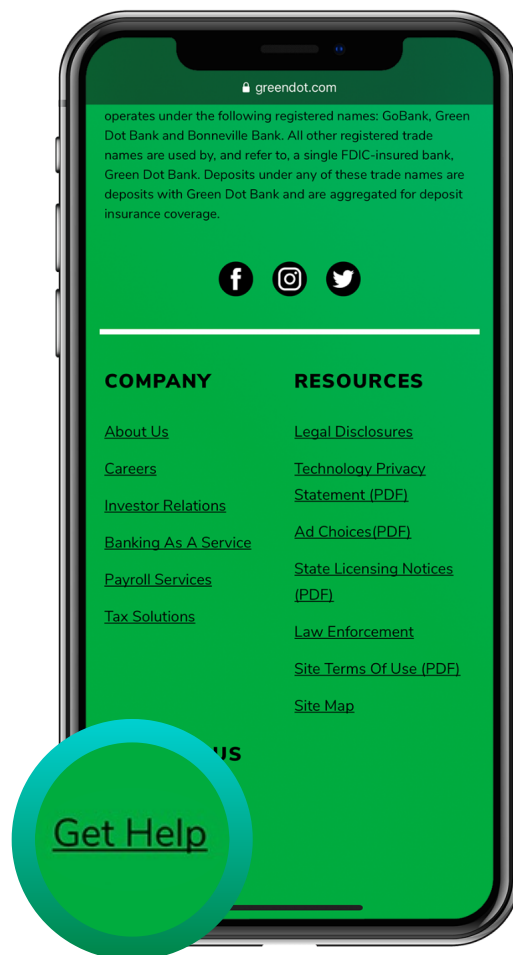 greendot.com
operates under the following registered names: GoBank, Green
Dot Bank and Bonneville Bank. All other registered trade
names are used by, and refer to, a single FDIC-insured bank,
Green Dot Bank. Deposits under any of these trade names are
deposits with Green Dot Bank and are aggregated for deposit
insurance coverage.
COMPANY
About Us
Careers
Investor Relations
Banking As A Service
Payroll Services
Tax Solutions
RESOURCES
Legal Disclosures
Technology Privacy
Statement (PDF)
Ad Choices(PDF)
State Licensing Notices
(PDF)
Law Enforcement
Site Terms Of Use (PDF)
Site Map
US
Get Help